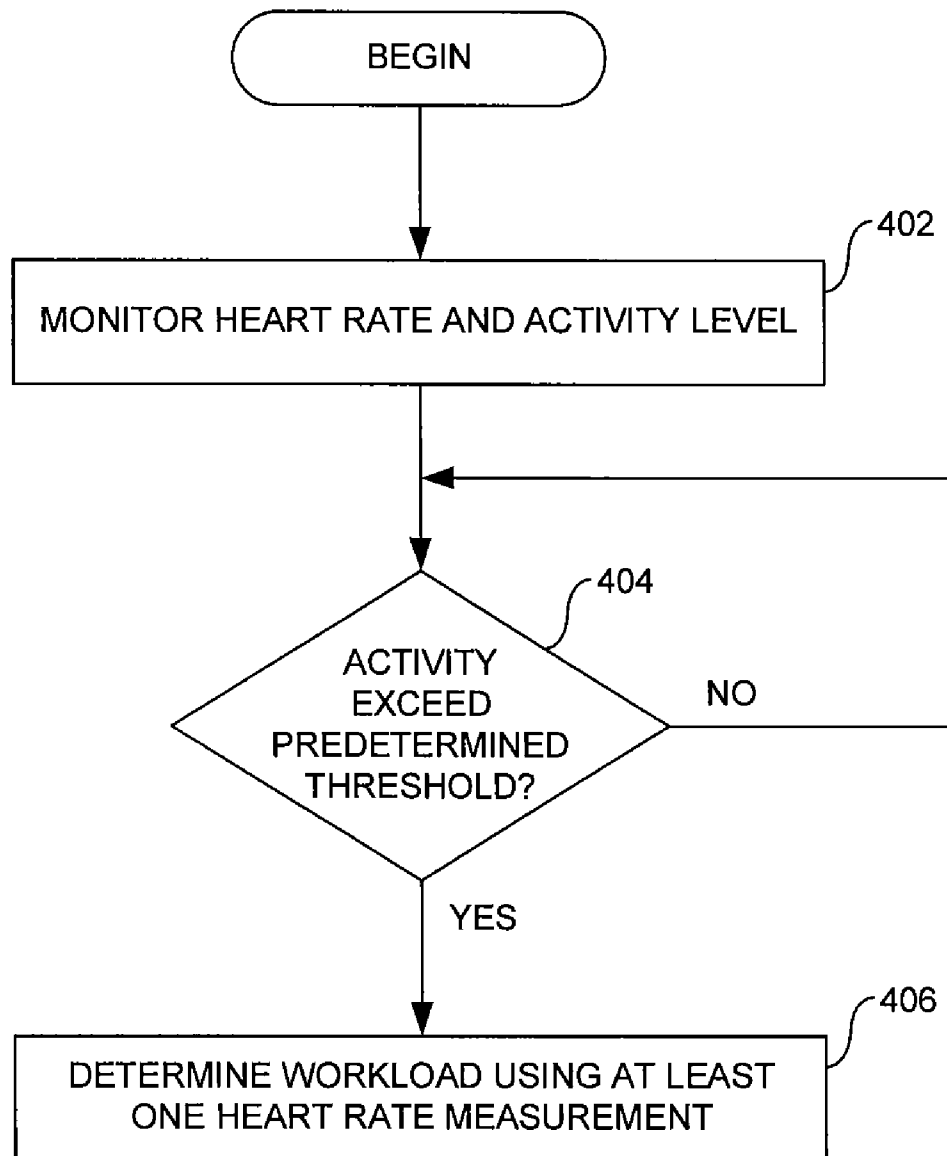 BEGIN
402
MONITOR HEART RATE AND ACTIVITY LEVEL
404
ACTIVITY
EXCEED
PREDETERMINED
THRESHOLD?
NO
YES
406
DETERMINE WORKLOAD USING AT LEAST
ONE HEART RATE MEASUREMENT